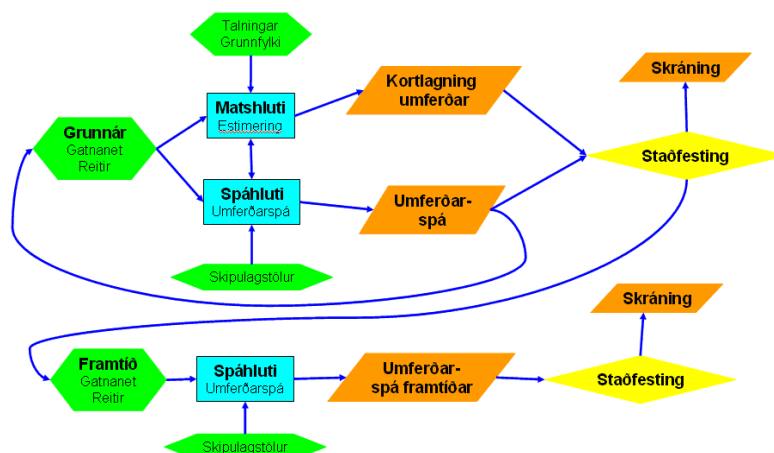 Talningar
Grunnfylki
Kortlagning
umferðar
Skráning
Matshluti
Estimering
Grunnár
Gatnanet
Reitir
Staðfesting
Spáhluti
Umferðarspá
Umferðar-
spá
Skipulagstölur
Skráning
Framtíð
Gatnanet
Reitir
Spáhluti
Umferðarspá
Umferðar-
spá framtíðar
Staðfesting
Skipulagstölur